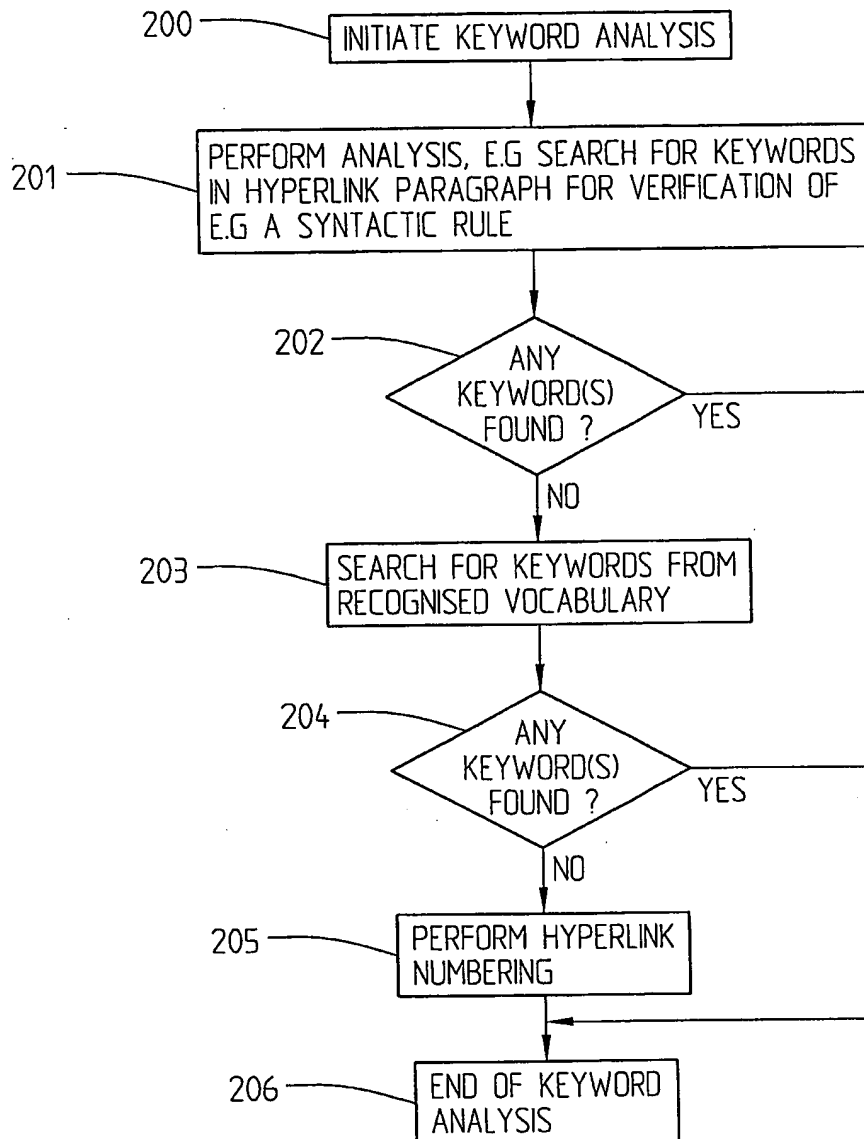 200
INITIATE KEYWORD ANALYSIS
201
PERFORM ANALYSIS, E.G SEARCH FOR KEYWORDS
IN HYPERLINK PARAGRAPH FOR VERIFICATION OF
E.G A SYNTACTIC RULE
202
ANY
KEYWORD(S)
FOUND ?
YES
NO
203
SEARCH FOR KEYWORDS FROM
RECOGNISED VOCABULARY
204
ANY
KEYWORD(S)
FOUND ?
YES
NO
205
PERFORM HYPERLINK
NUMBERING
206
END OF KEYWORD
ANALYSIS